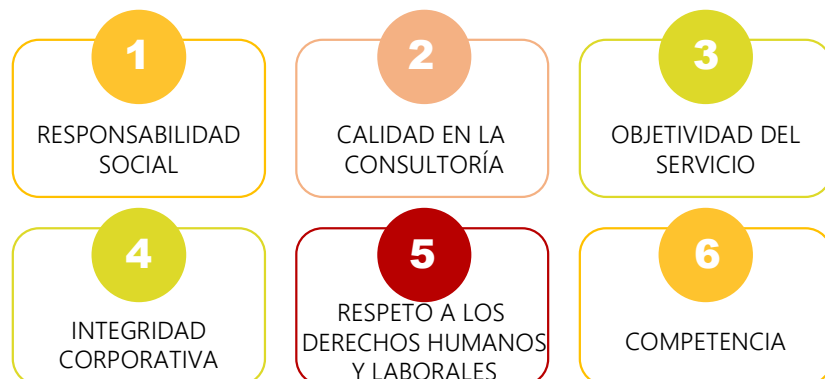 1
RESPONSABILIDAD
SOCIAL
2
CALIDAD EN LA
CONSULTORÍA
3
OBJETIVIDAD DEL
SERVICIO
4
INTEGRIDAD
CORPORATIVA
5
RESPETO A LOS
DERECHOS HUMANOS
Y LABORALES
6
COMPETENCIA